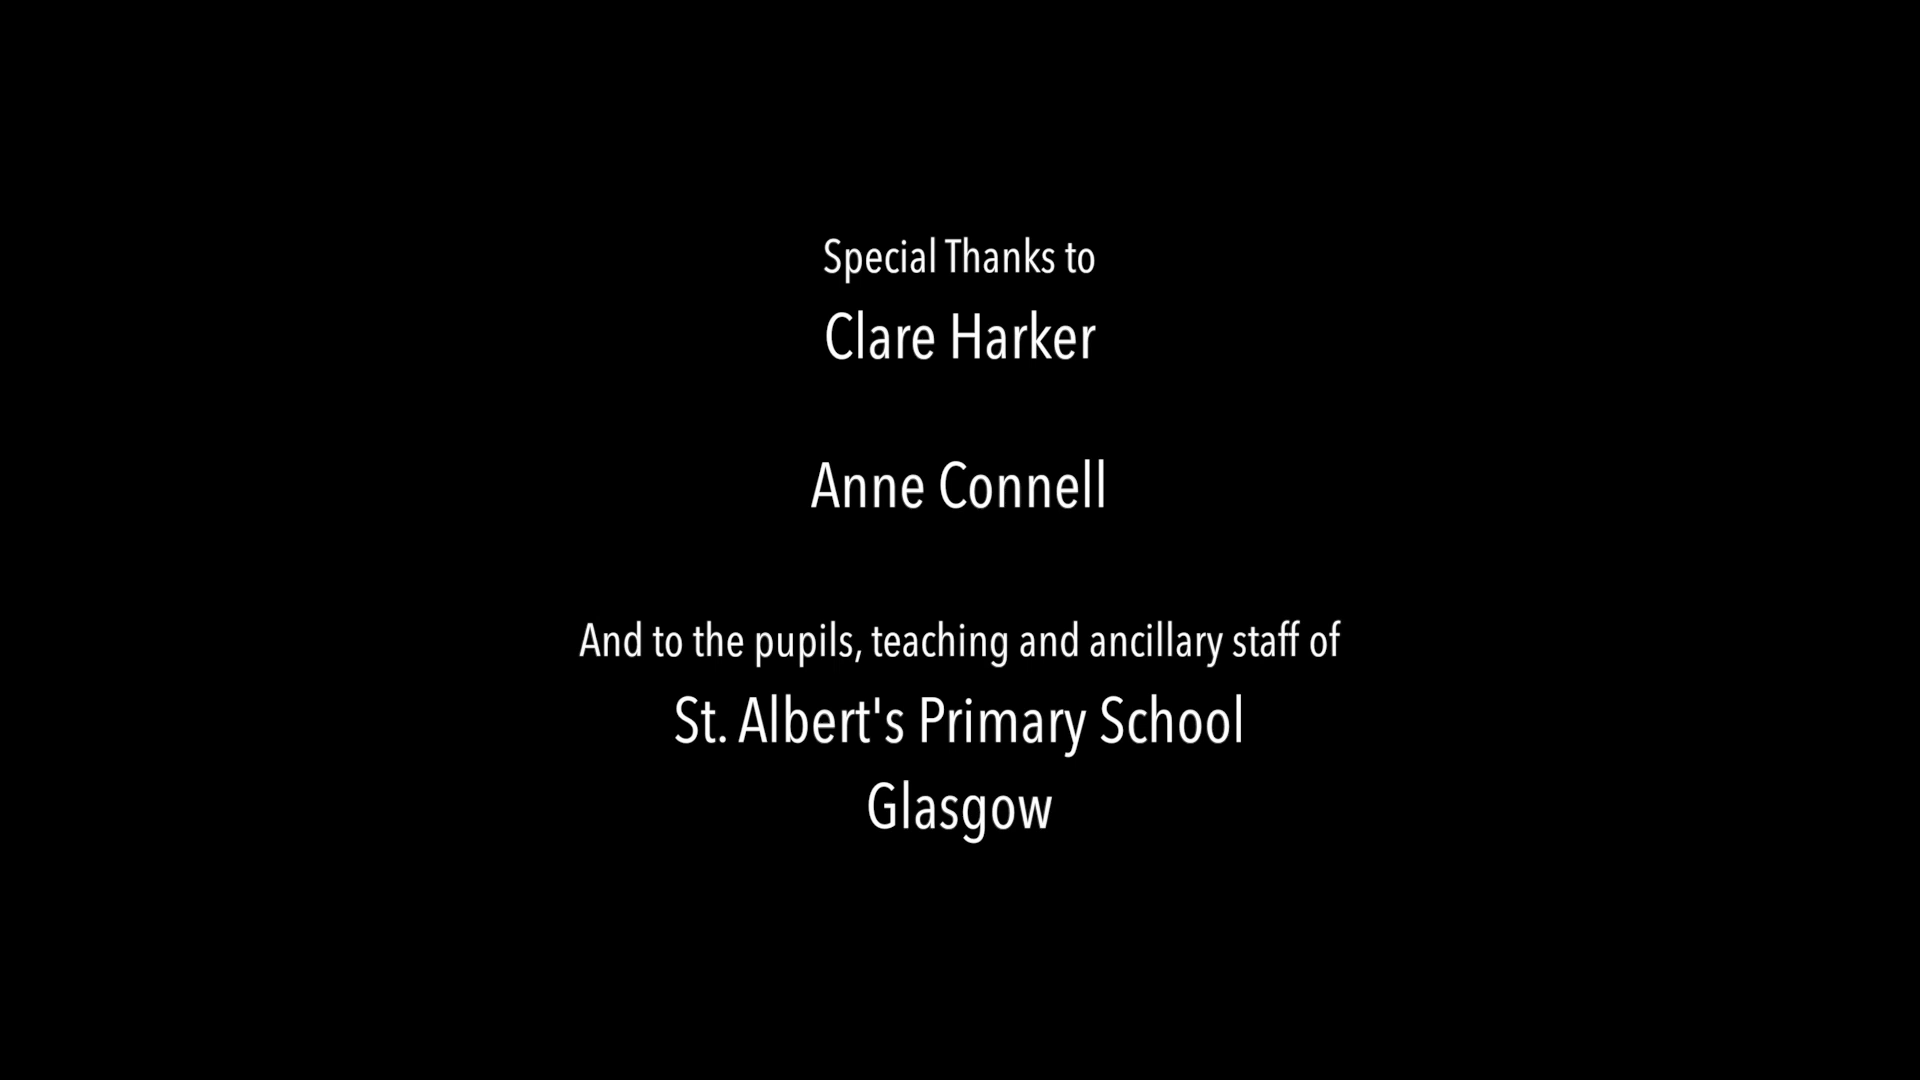 Special Thanks to
Clare Harker
Anne Connell
And to the pupils, teaching and ancillary staff of
St. Albert's Primary School
Glasgow